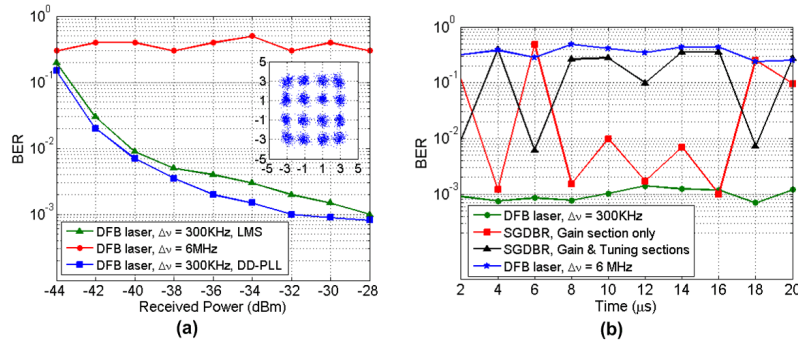 BER
10^0
10^-1
10^-2
10^-3
5
3
1
-1
-3
-5
-5 -3 -1 1 3 5
DFB laser, Δν = 300KHz, LMS
DFB laser, Δν = 6MHz
DFB laser, Δν = 300KHz, DD-PLL
-44 -42 -40 -38 -36 -34 -32 -30 -28
Received Power (dBm)
(a)
BER
10^0
10^-1
10^-2
10^-3
DFB laser, Δν = 300KHz
SGDBR, Gain section only
SGDBR, Gain & Tuning sections
DFB laser, Δν = 6 MHz
2 4 6 8 10 12 14 16 18 20
Time (μs)
(b)